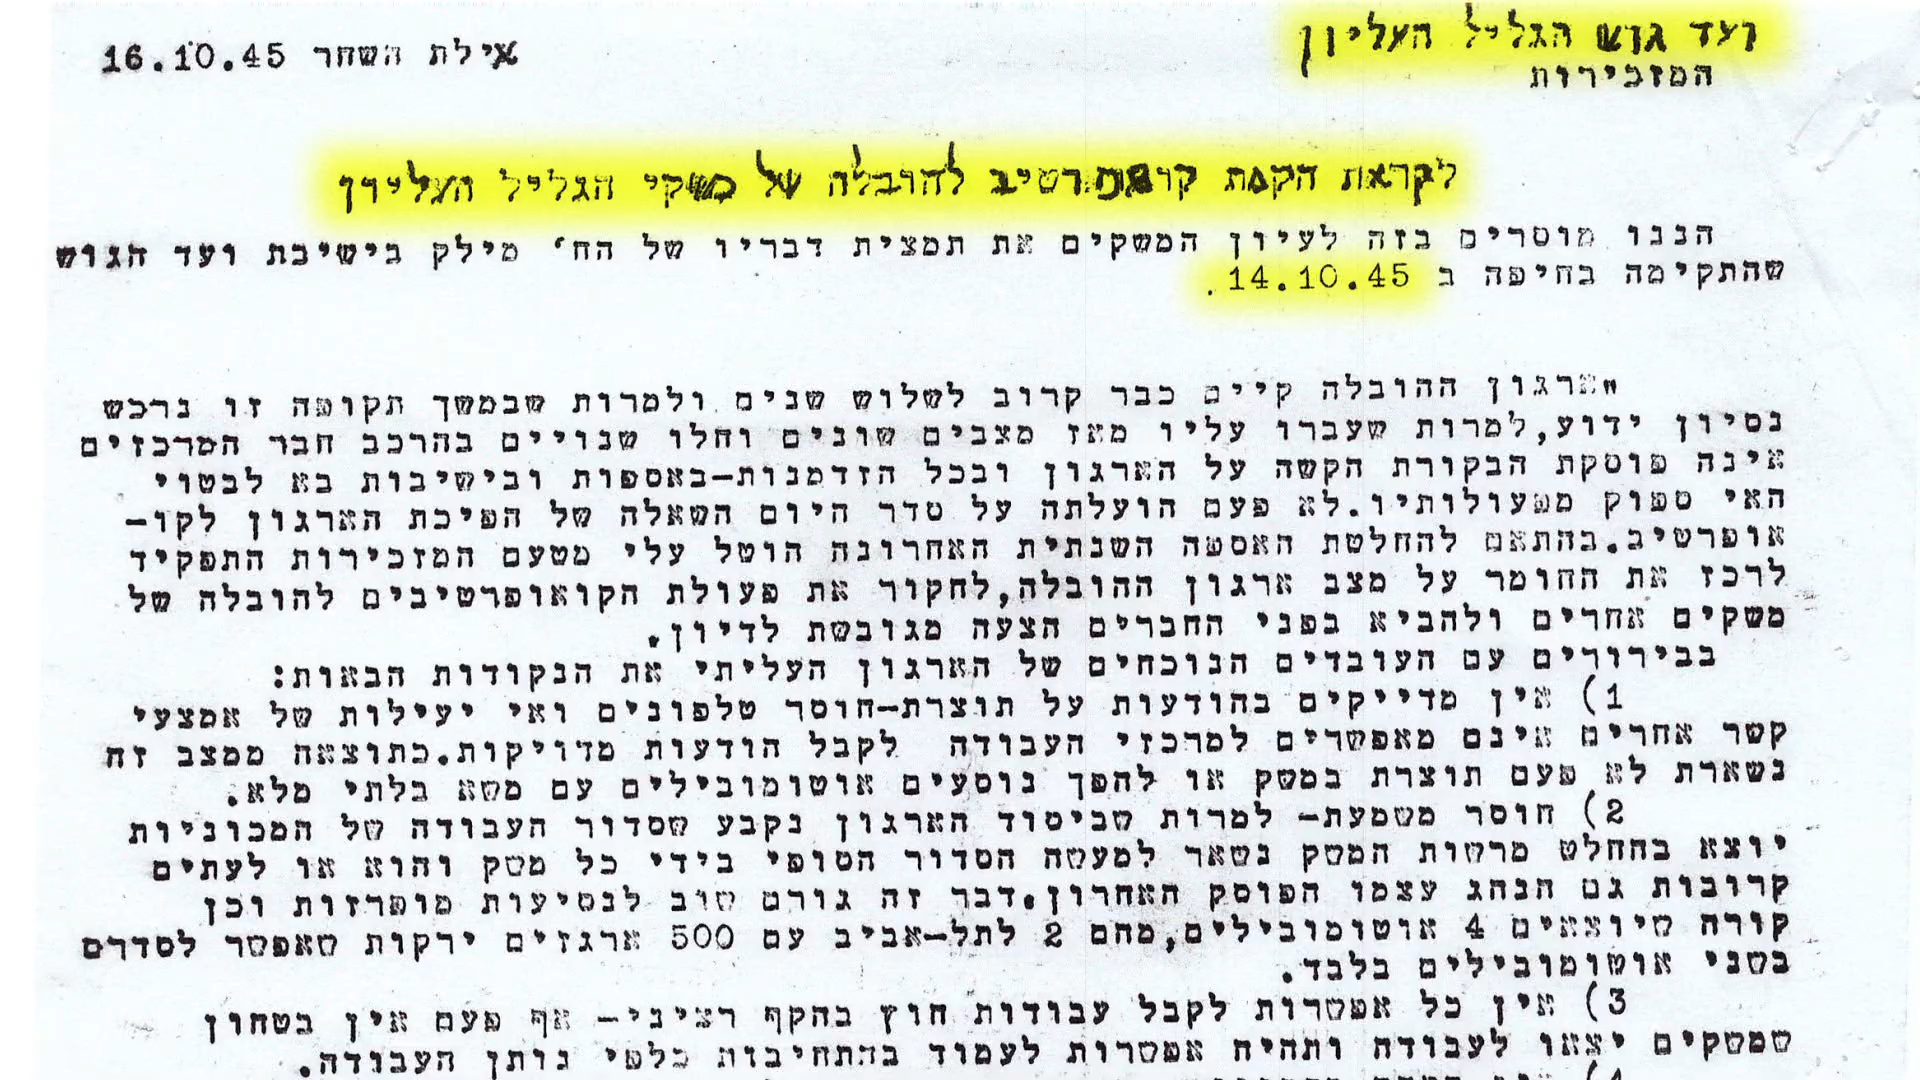 ועד גוש הגליל העליון
המזכירות
אילת השחר 16.10.45
לקראת הקמת קואופרטיב להובלה של משקי הגליל העליון
הננו מוסרים בזה לעיון המשקים את תמצית דבריו של הח' מילק בישיבת ועד הגוש
שהתקימה בחיפה ב 14.10.45.
"ארגון ההובלה קיים כבר קרוב לשלוש שנים ולמרות שבמשך תקופה זו נרכש
נסיון ידוע,למרות שעברו עליו מאז מצבים שונים וחלו שנויים בהרכב חבר המרכזים
אינה פוסקת הבקורת הקשה על הארגון ובכל הזדמנות-באספות ובישיבות בא לבטוי
האי ספוק מפעולותיו.לא פעם הועלתה על סדר היום השאלה של הפיכת הארגון לקו-
אופרטיב.בהתאם להחלטת האספה השנתית האחרונה הוטל עלי מטעם המזכירות התפקיד
לרכז את החומר על מצב ארגון ההובלה,לחקור את פעולת הקואופרטיבים להובלה של
משקים אחרים ולהביא בפני החברים הצעה מגובשת לדיון.
בבירורים עם העובדים הנוכחים של הארגון העליתי את הנקודות הבאות:
1) אין מדייקים בהודעות על תוצרת-חוסר טלפונים ואי יעילות של אמצעי
קשר אחרים אינם מאפשרים למרכזי העבודה לקבל הודעות מדויקות.כתוצאה ממצב זה
נשארת לא פעם תוצרת במשק או להפך נוסעים אוטומובילים עם משא בלתי מלא.
2) חוסר משמעת- למרות שביסוד הארגון נקבע שסדור העבודה של המכוניות
יוצא בהחלט מרשות המשק נשאר למעשה הסדור הסופי בידי כל משק והוא או לעתים
קרובות גם הנהג עצמו הפוסק האחרון.דבר זה גורם שוב לנסיעות מופרזות וכן
קורה שיוצאים 4 אוטומובילים,מהם 2 לתל-אביב עם 500 ארגזים ירקות שאפשר לסדרם
בשני אוטומובילים בלבד.
3) אין כל אפשרות לקבל עבודות חוץ בהקף רציני- אף פעם אין בטחון
שמשקים יצאו לעבודה ותהיה אפשרות לעמוד בהתחיבות כלפי נותן העבודה.